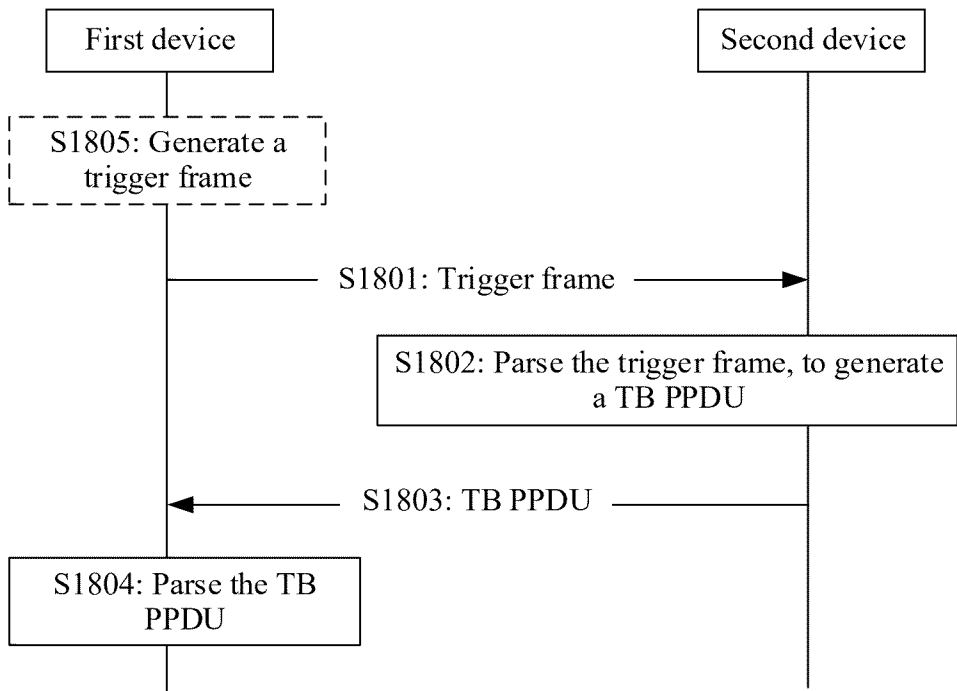 First device
Second device
S1805: Generate a
trigger frame
S1801: Trigger frame
S1802: Parse the trigger frame, to generate
a TB PPDU
S1803: TB PPDU
S1804: Parse the TB
PPDU